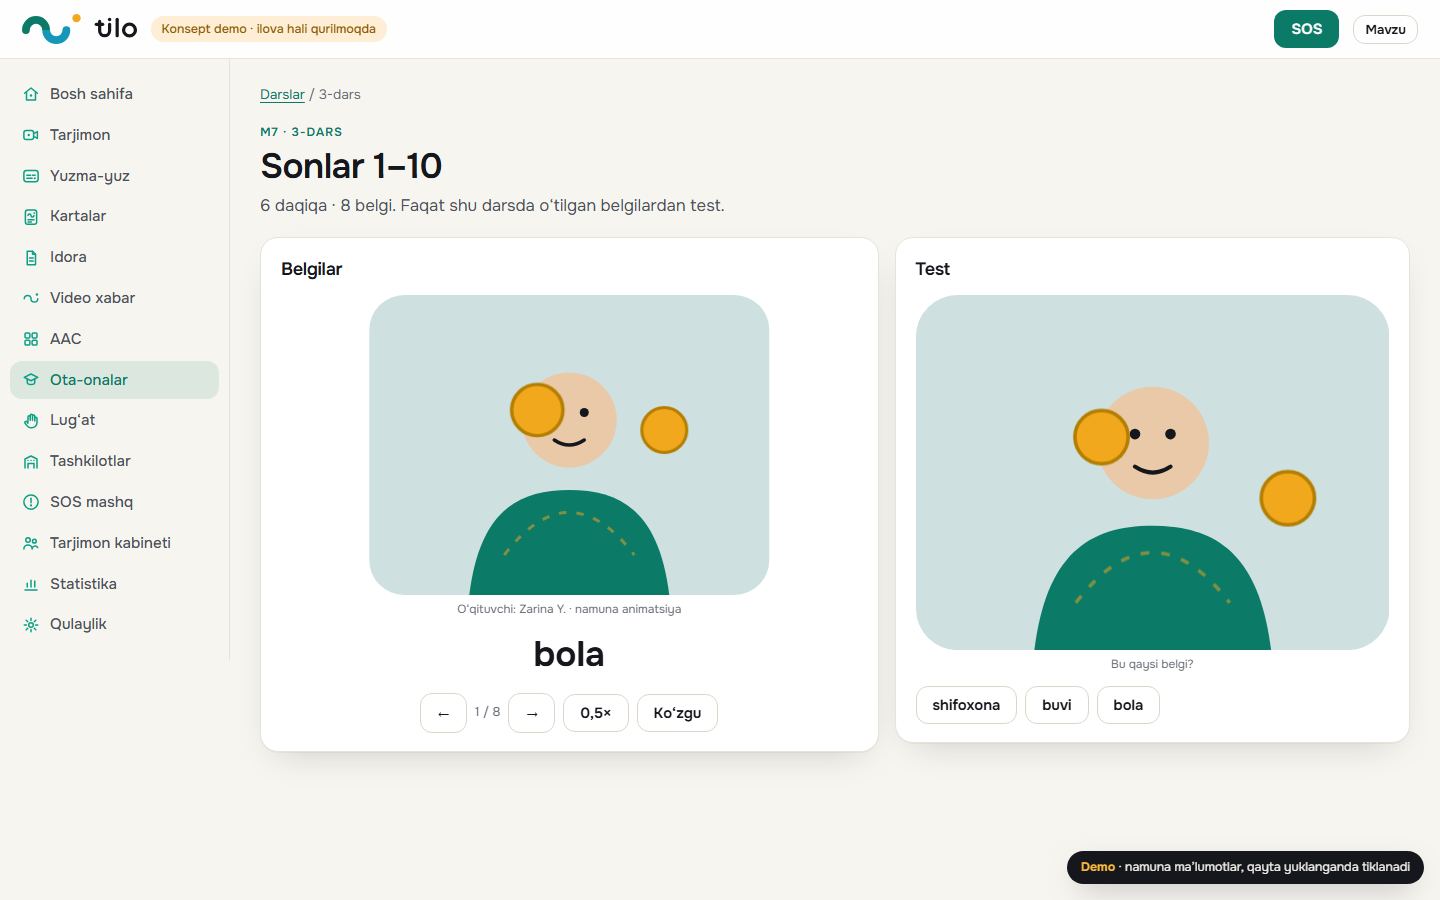 tilo
Konsept demo · ilova hali qurilmoqda
SOS
Mavzu
Bosh sahifa
Tarjimon
Yuzma-yuz
Kartalar
Idora
Video xabar
AAC
Ota-onalar
Lug‘at
Tashkilotlar
SOS mashq
Tarjimon kabineti
Statistika
Qulaylik
Darslar / 3-dars
M7 · 3-DARS
Sonlar 1–10
6 daqiqa · 8 belgi. Faqat shu darsda o‘tilgan belgilardan test.
Belgilar
O‘qituvchi: Zarina Y. · namuna animatsiya
bola
← 1 / 8 → 0,5× Ko‘zgu
Test
Bu qaysi belgi?
shifoxona buvi bola
Demo · namuna ma’lumotlar, qayta yuklanganda tiklanadi